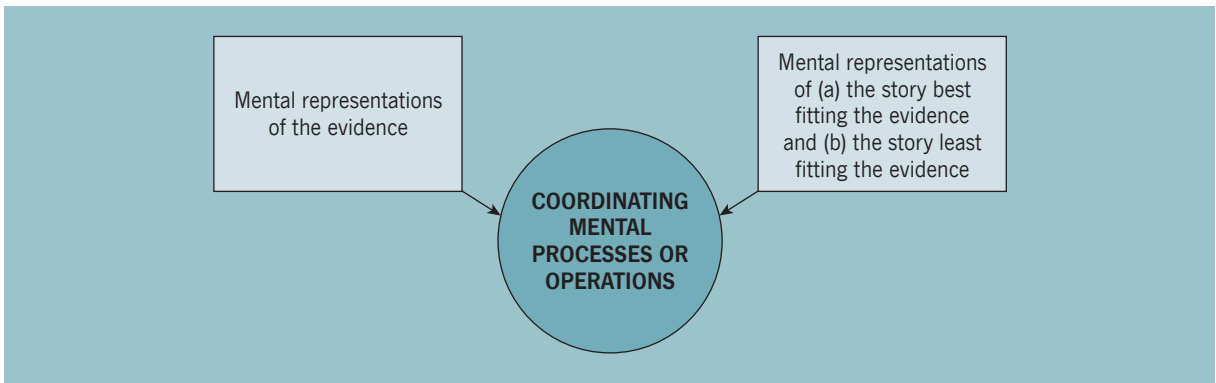 Mental representations
of the evidence
Mental representations
of (a) the story best
fitting the evidence
and (b) the story least
fitting the evidence
COORDINATING
MENTAL
PROCESSES OR
OPERATIONS